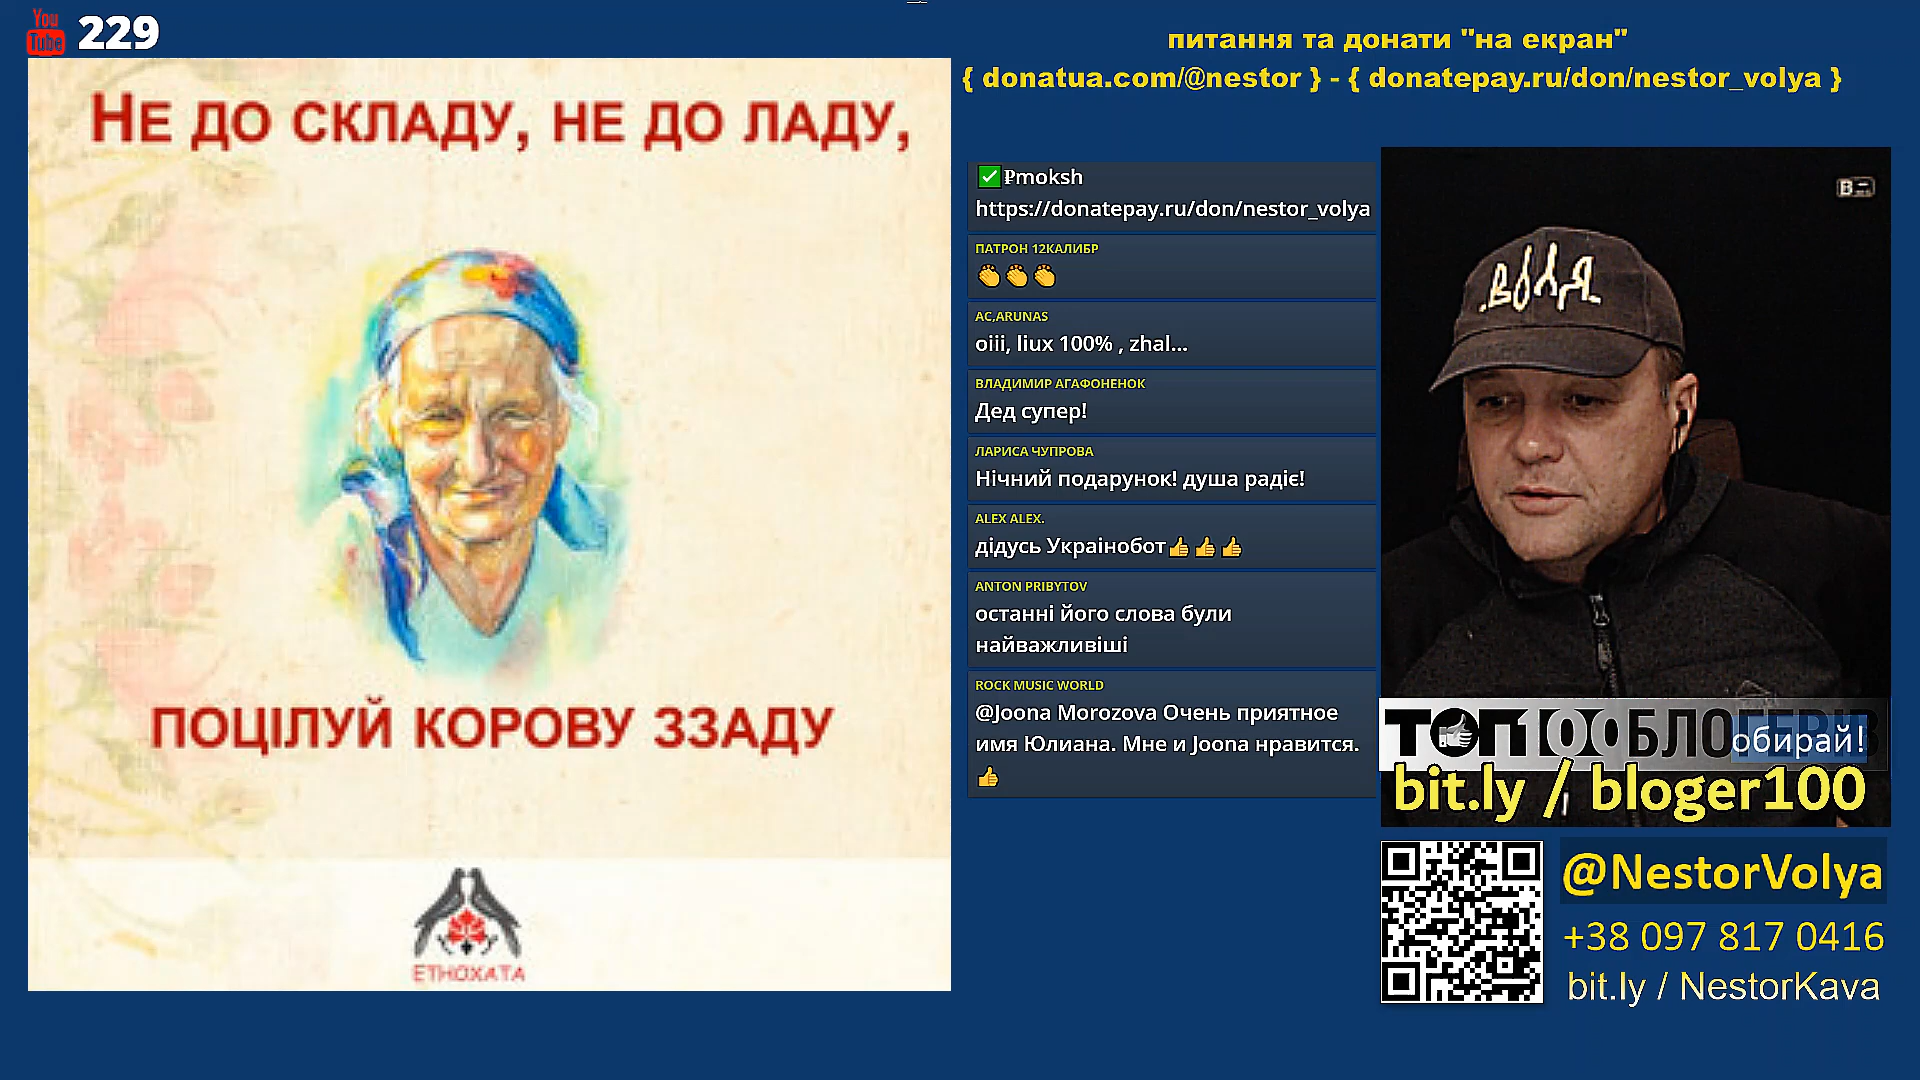 You
Tube 229
НЕ ДО СКЛАДУ, НЕ ДО ЛАДУ,
ПОЦІЛУЙ КОРОВУ ЗЗАДУ
ЕТНОХАТА
питання та донати "на екран"
{ donatua.com/@nestor } - { donatepay.ru/don/nestor_volya }
✅₽moksh
https://donatepay.ru/don/nestor_volya
ПАТРОН 12КАЛИБР
👏👏👏
AC,ARUNAS
oiii, liux 100% , zhal...
ВЛАДИМИР АГАФОНЕНОК
Дед супер!
ЛАРИСА ЧУПРОВА
Нічний подарунок! душа радіє!
ALEX ALEX.
дідусь Українобот👍👍👍
ANTON PRIBYTOV
останні його слова були
найважливіші
ROCK MUSIC WORLD
@Joona Morozova Очень приятное
имя Юлиана. Мне и Joona нравится.
👍
воля
ТОП 100 БЛОГЕРІВ
обирай!
bit.ly / bloger100
@NestorVolya
+38 097 817 0416
bit.ly / NestorKava